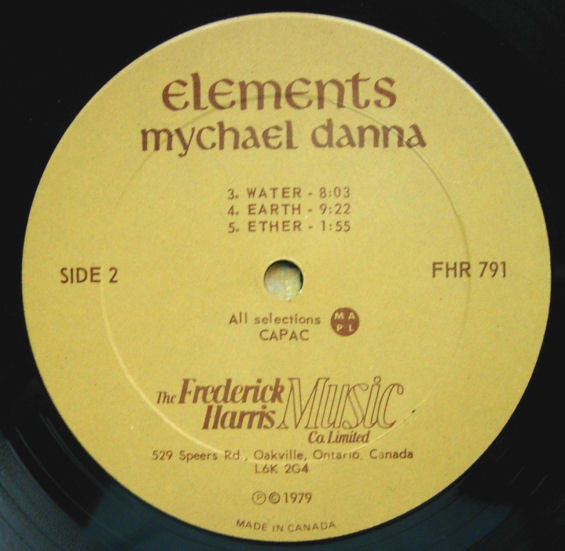 elements
mychael danna
3. WATER - 8:03
4. EARTH - 9:22
5. ETHER - 1:55
SIDE 2
FHR 791
All selections
CAPAC
M A
P L
The Frederick
Harris Music
Co. Limited
529 Speers Rd., Oakville, Ontario, Canada
L6K 2G4
℗©1979
MADE IN CANADA